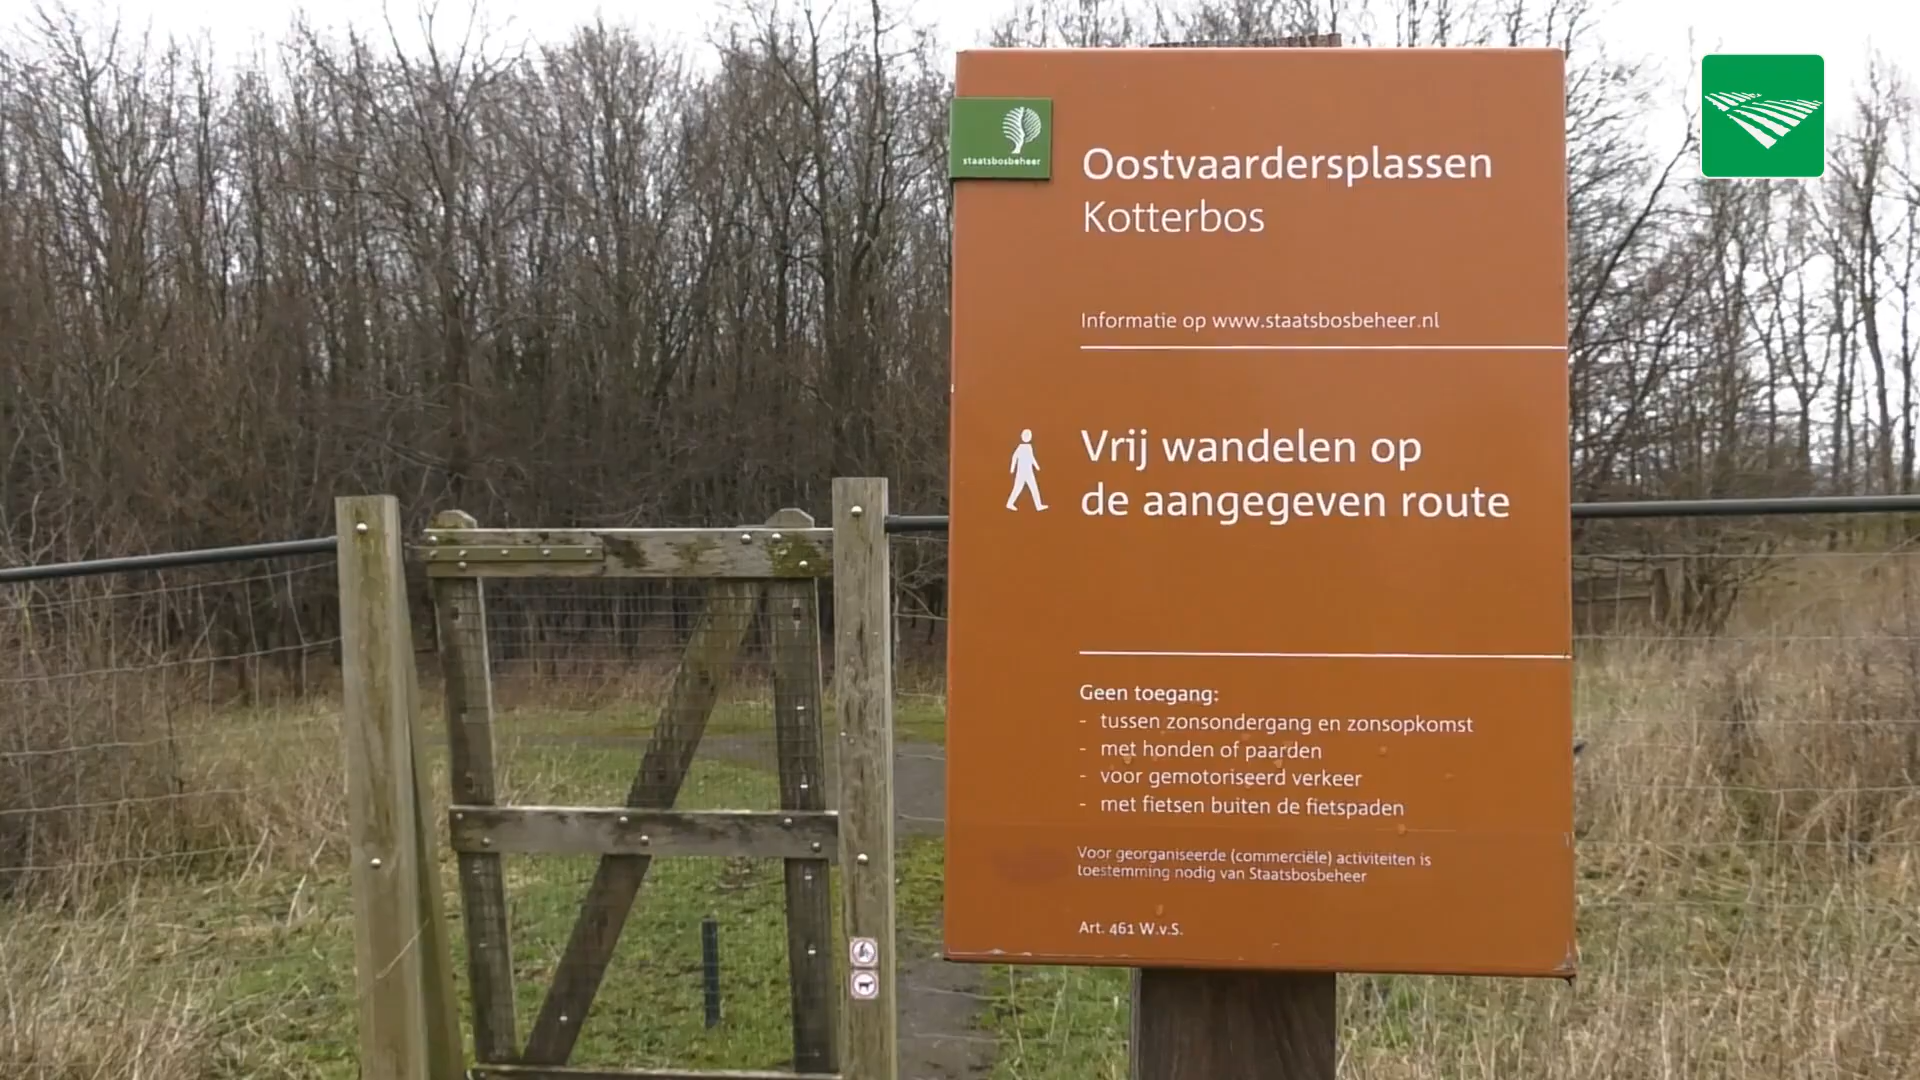 staatsbosbeheer
Oostvaardersplassen
Kotterbos
Informatie op www.staatsbosbeheer.nl
Vrij wandelen op
de aangegeven route
Geen toegang:
- tussen zonsondergang en zonsopkomst
- met honden of paarden
- voor gemotoriseerd verkeer
- met fietsen buiten de fietspaden
Voor georganiseerde (commerciële) activiteiten is
toestemming nodig van Staatsbosbeheer
Art. 461 W.v.S.